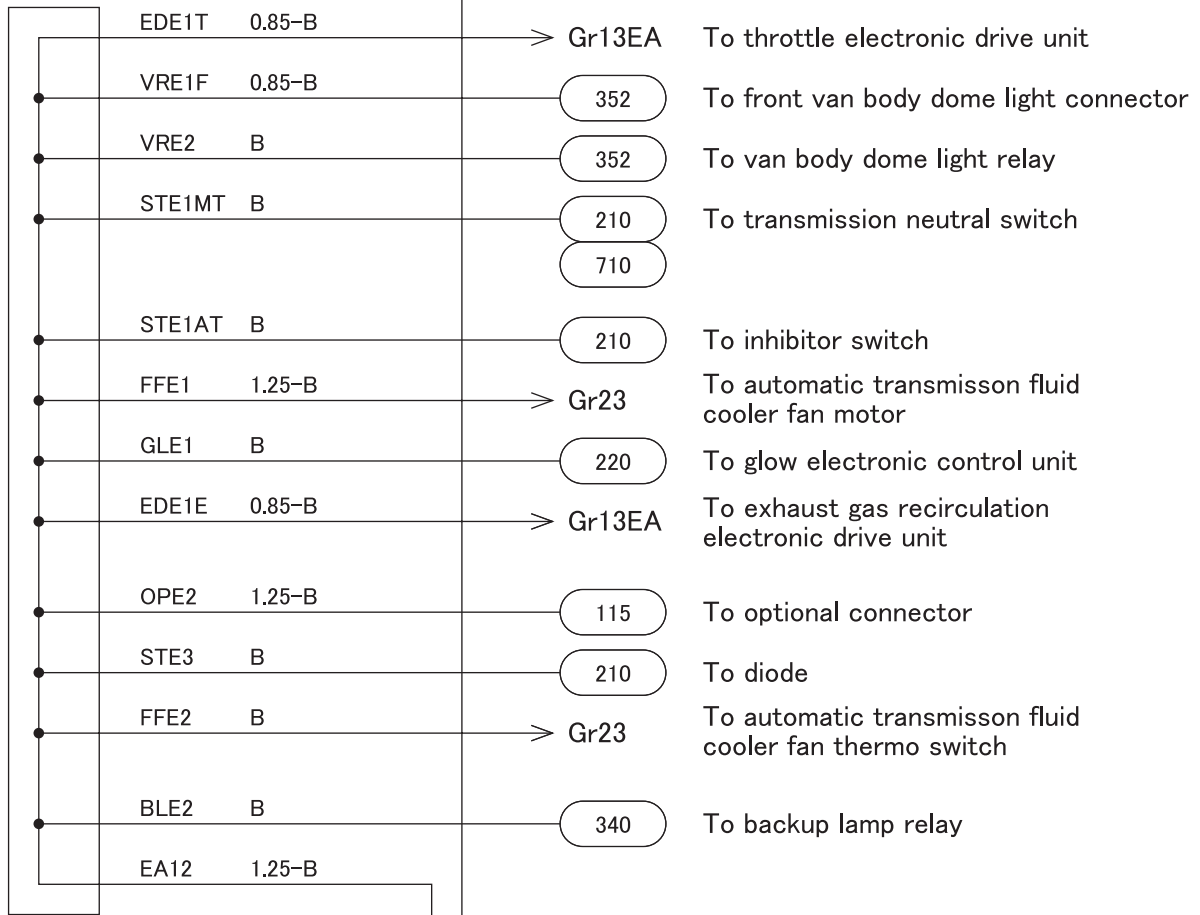 EDE1T 0.85-B Gr13EA To throttle electronic drive unit
VRE1F 0.85-B 352 To front van body dome light connector
VRE2 B 352 To van body dome light relay
STE1MT B 210 To transmission neutral switch
710
STE1AT B 210 To inhibitor switch
FFE1 1.25-B Gr23 To automatic transmisson fluid
cooler fan motor
GLE1 B 220 To glow electronic control unit
EDE1E 0.85-B Gr13EA To exhaust gas recirculation
electronic drive unit
OPE2 1.25-B 115 To optional connector
STE3 B 210 To diode
FFE2 B Gr23 To automatic transmisson fluid
cooler fan thermo switch
BLE2 B 340 To backup lamp relay
EA12 1.25-B